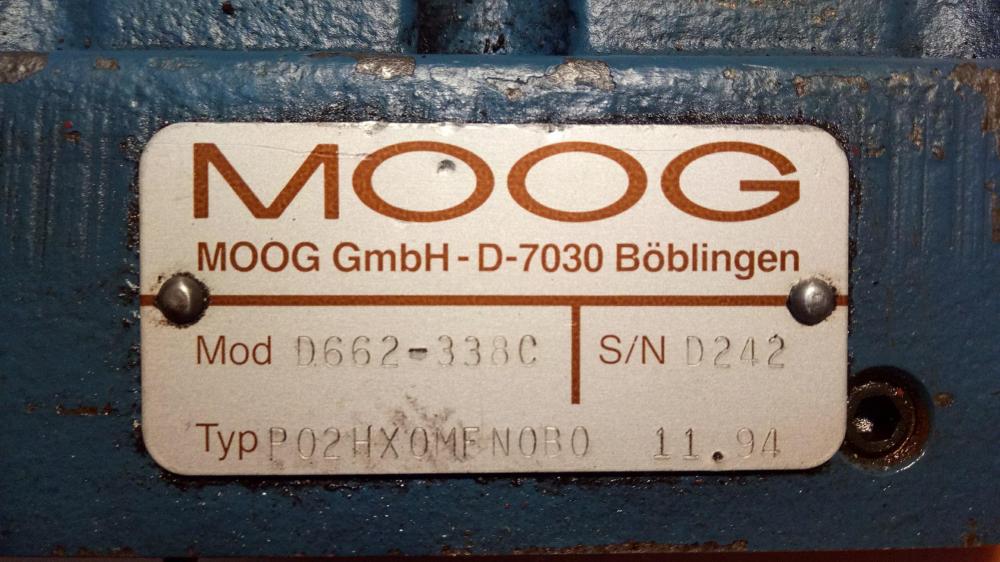 MOOG
MOOG GmbH - D-7030 Böblingen
Mod D662-338C S/N D242
Typ P02HX0MFN0B0 11.94